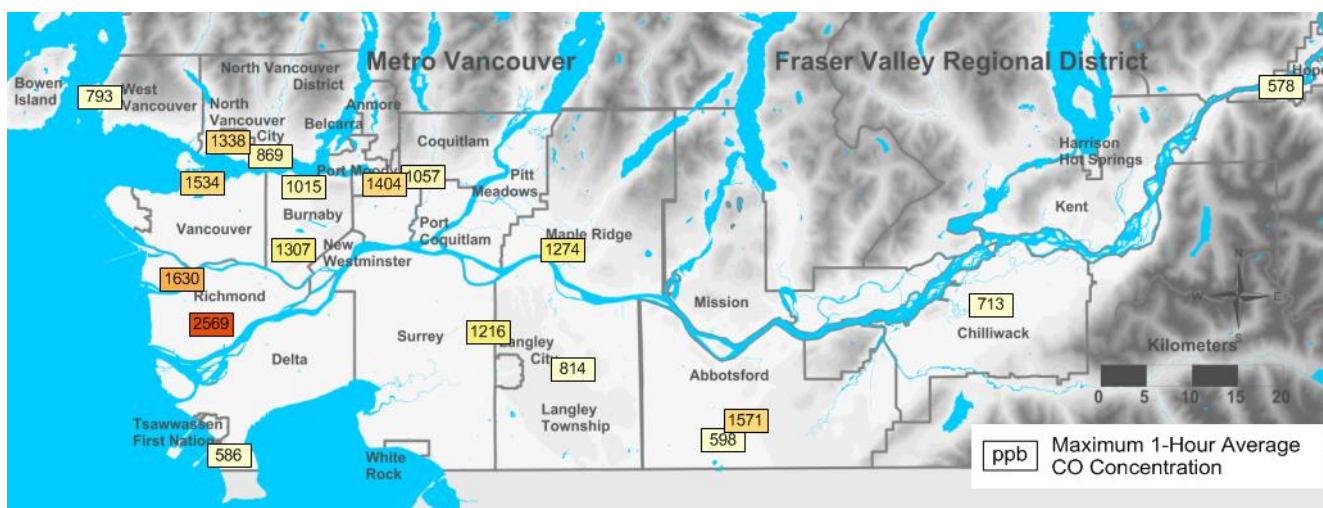 Metro Vancouver
Fraser Valley Regional District
Bowen
Island
793
West
Vancouver
North Vancouver
District
North
Vancouver
City
1338
869
Anmore
Belcarra
Port Moody
1404
1057
Coquitlam
Pitt
Meadows
1534
1015
Burnaby
Vancouver
1307
New
Westminster
Port
Coquitlam
1274
Maple Ridge
1630
Richmond
2569
Delta
Surrey
1216
Langley
City
814
Langley
Township
Tsawwassen
First Nation
586
White
Rock
Mission
Abbotsford
1571
598
713
Chilliwack
Kent
Harrison
Hot Springs
578
N
W
E
S
Kilometers
0 5 10 15 20
ppb
Maximum 1-Hour Average
CO Concentration